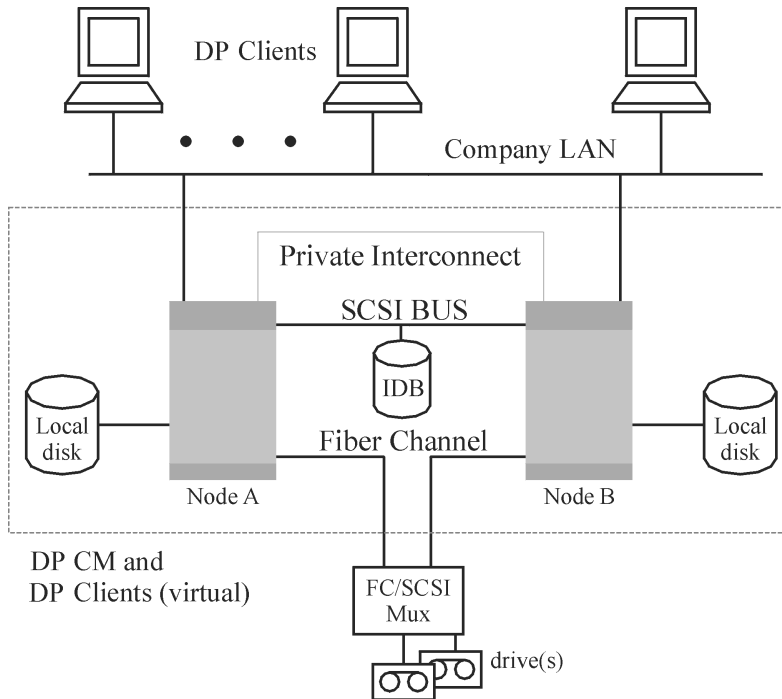 DP Clients
Company LAN
Private Interconnect
SCSI BUS
IDB
Local
disk
Local
disk
Fiber Channel
Node A
Node B
DP CM and
DP Clients (virtual)
FC/SCSI
Mux
drive(s)